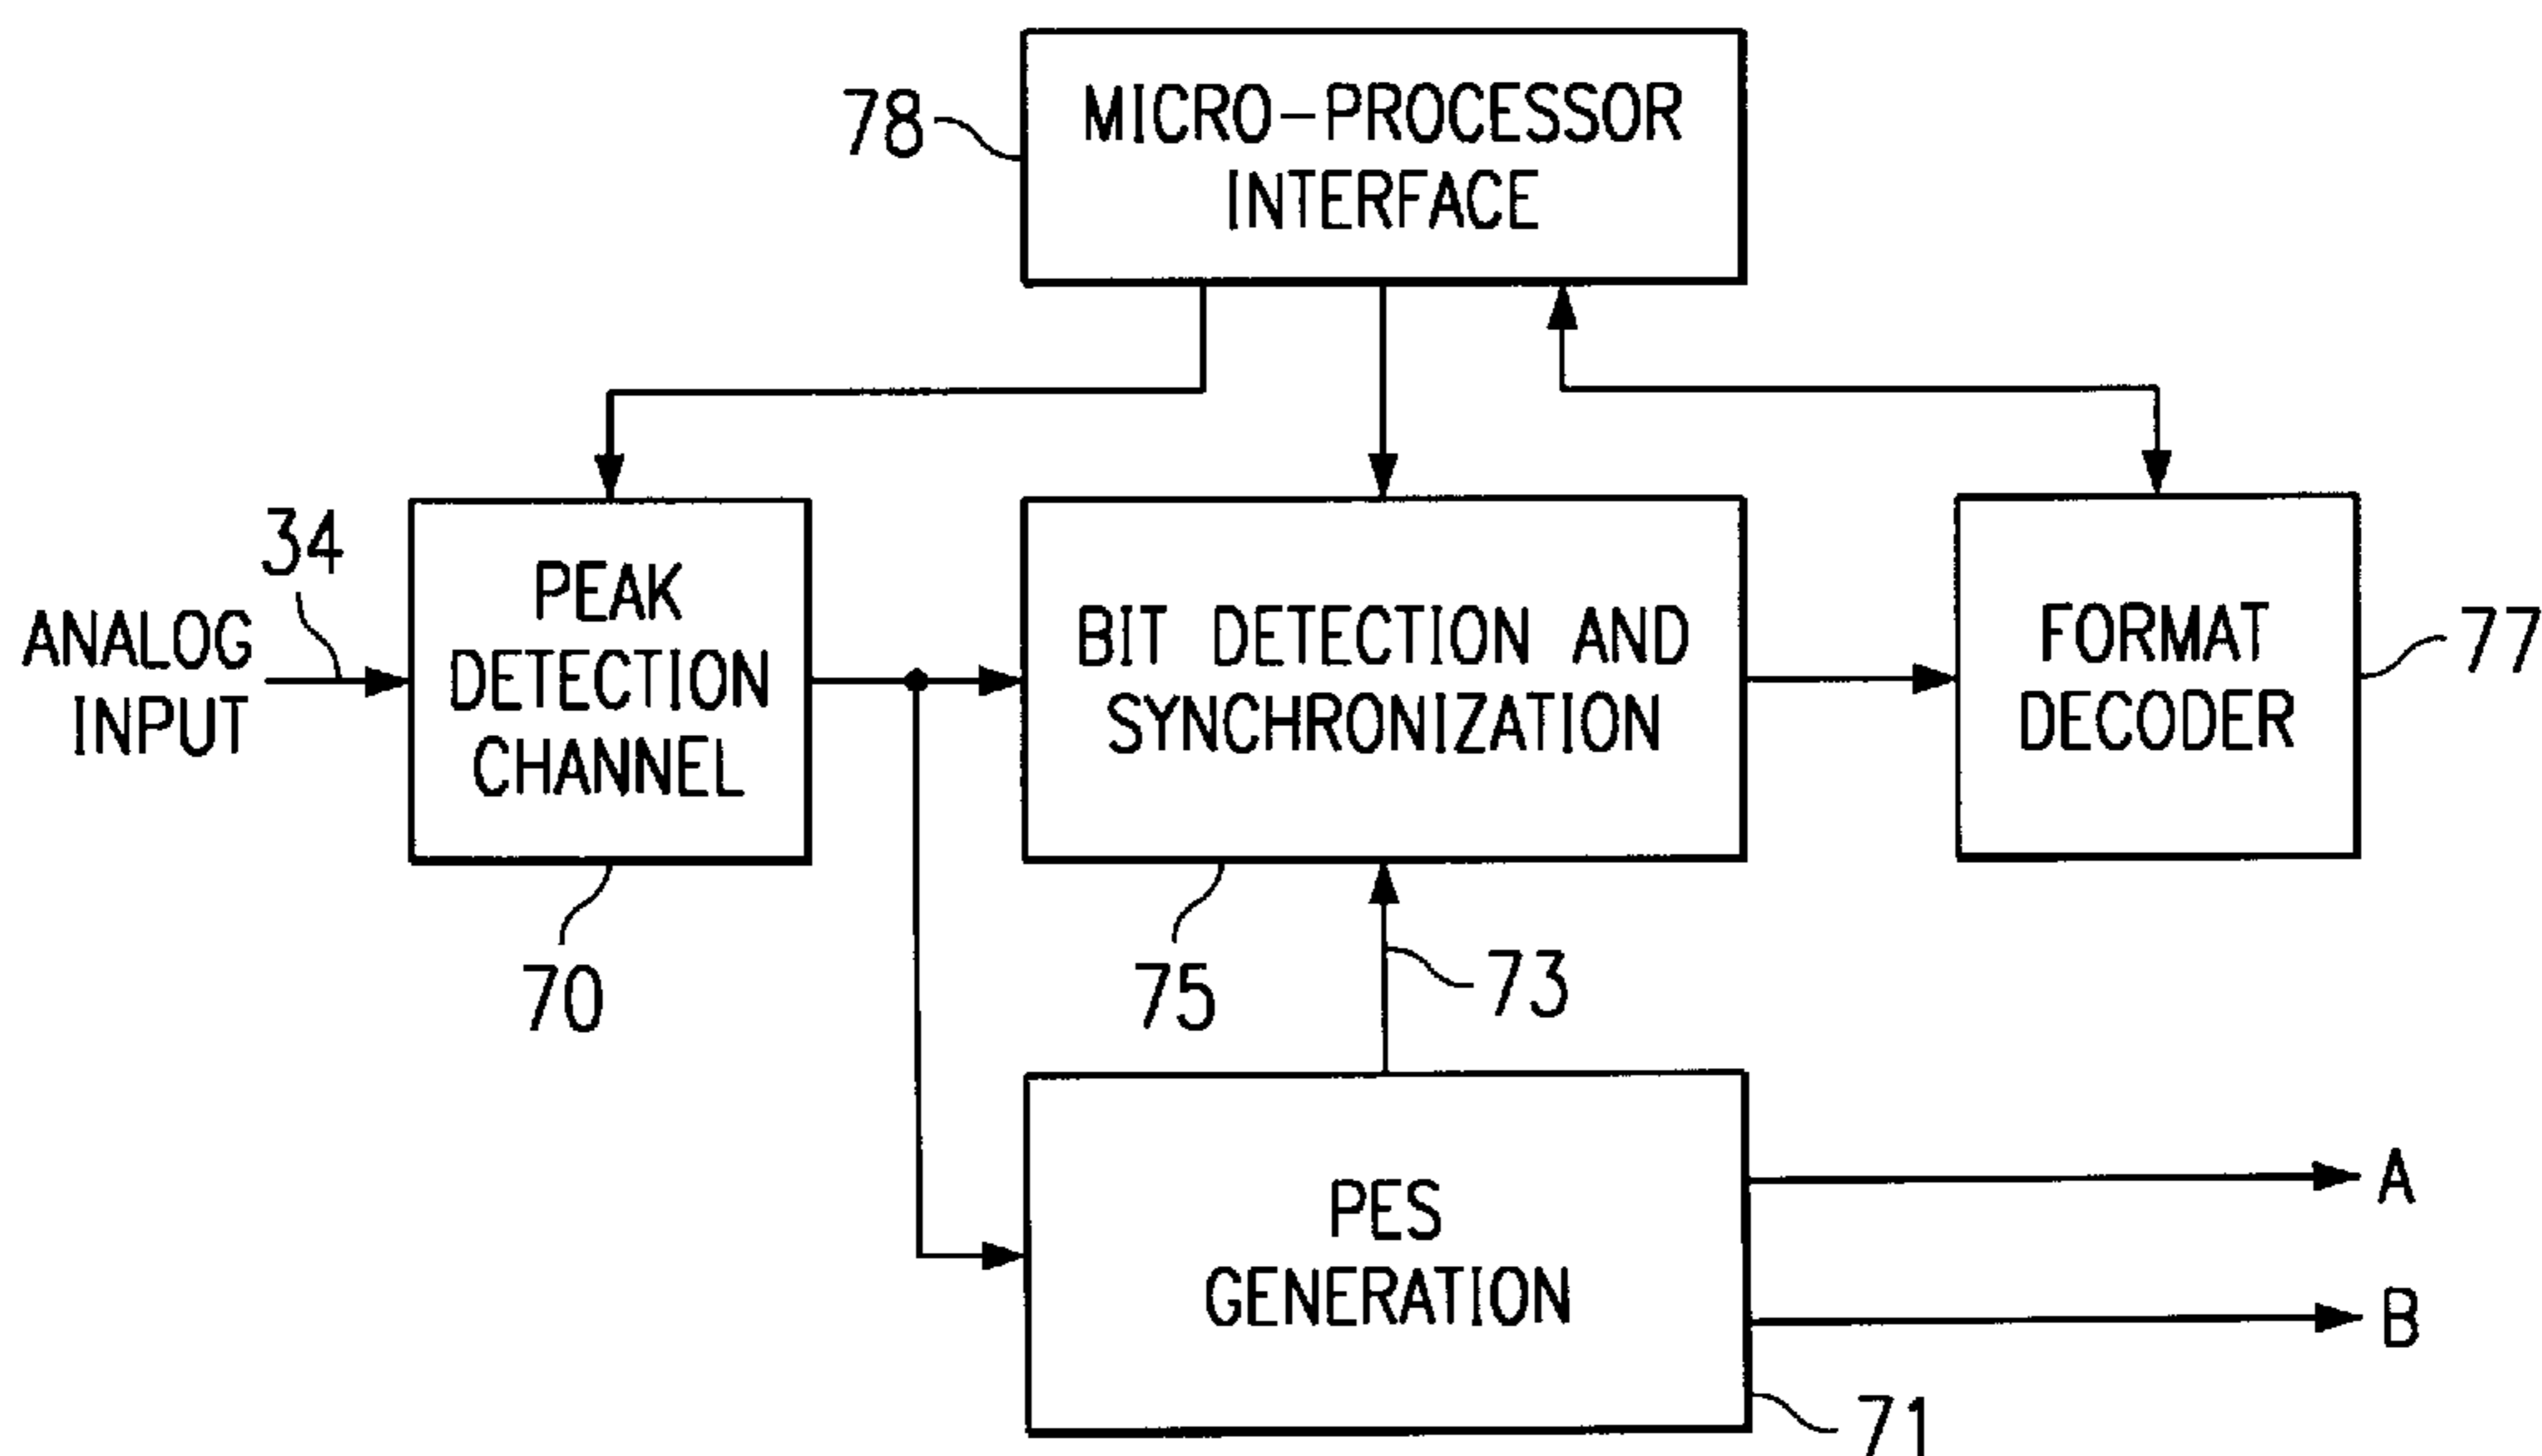 78
MICRO-PROCESSOR
INTERFACE
34
ANALOG
INPUT
PEAK
DETECTION
CHANNEL
70
BIT DETECTION AND
SYNCHRONIZATION
75
FORMAT
DECODER
77
73
PES
GENERATION
71
A
B